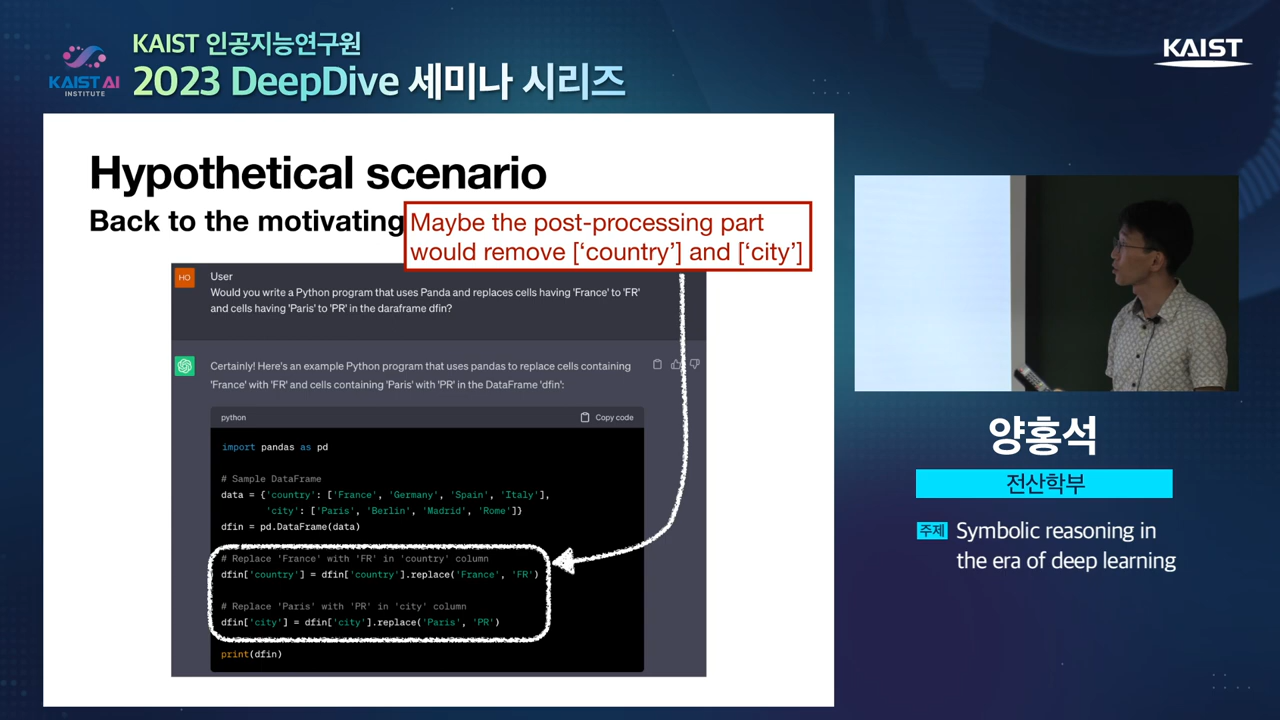 KAIST 인공지능연구원
2023 DeepDive 세미나 시리즈
KAIST AI
INSTITUTE
KAIST
Hypothetical scenario
Back to the motivating
Maybe the post-processing part
would remove [‘country’] and [‘city’]
HO
User
Would you write a Python program that uses Panda and replaces cells having 'France' to 'FR'
and cells having 'Paris' to 'PR' in the daraframe dfin?
Certainly! Here's an example Python program that uses pandas to replace cells containing
'France' with 'FR' and cells containing 'Paris' with 'PR' in the DataFrame 'dfin':
python
Copy code
import pandas as pd
# Sample DataFrame
data = {'country': ['France', 'Germany', 'Spain', 'Italy'],
'city': ['Paris', 'Berlin', 'Madrid', 'Rome']}
dfin = pd.DataFrame(data)
# Replace 'France' with 'FR' in 'country' column
dfin['country'] = dfin['country'].replace('France', 'FR')
# Replace 'Paris' with 'PR' in 'city' column
dfin['city'] = dfin['city'].replace('Paris', 'PR')
print(dfin)
양홍석
전산학부
주제 Symbolic reasoning in
the era of deep learning